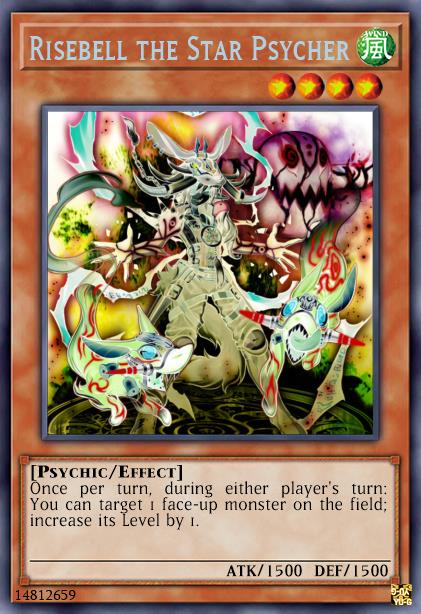 Risebell the Star Psycher
WIND
風
[Psychic/Effect]
Once per turn, during either player's turn:
You can target 1 face-up monster on the field;
increase its Level by 1.
ATK/1500 DEF/1500
14812659